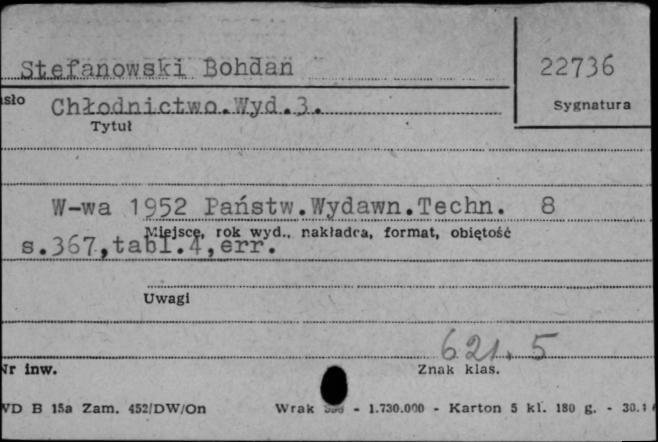 Stefanowski Bohdan 22736
sło Chłodnictwo.Wyd.3. Sygnatura
Tytuł
W-wa 1952 Państw.Wydawn.Techn. 8
Miejsce, rok wyd., nakładca, format, objętość
s.367,tabl.4,err.
Uwagi
621.5
Nr inw. Znak klas.
WD B 15a Zam. 452/DW/On Wrak - 1.730.000 - Karton 5 kl. 180 g. - 30.